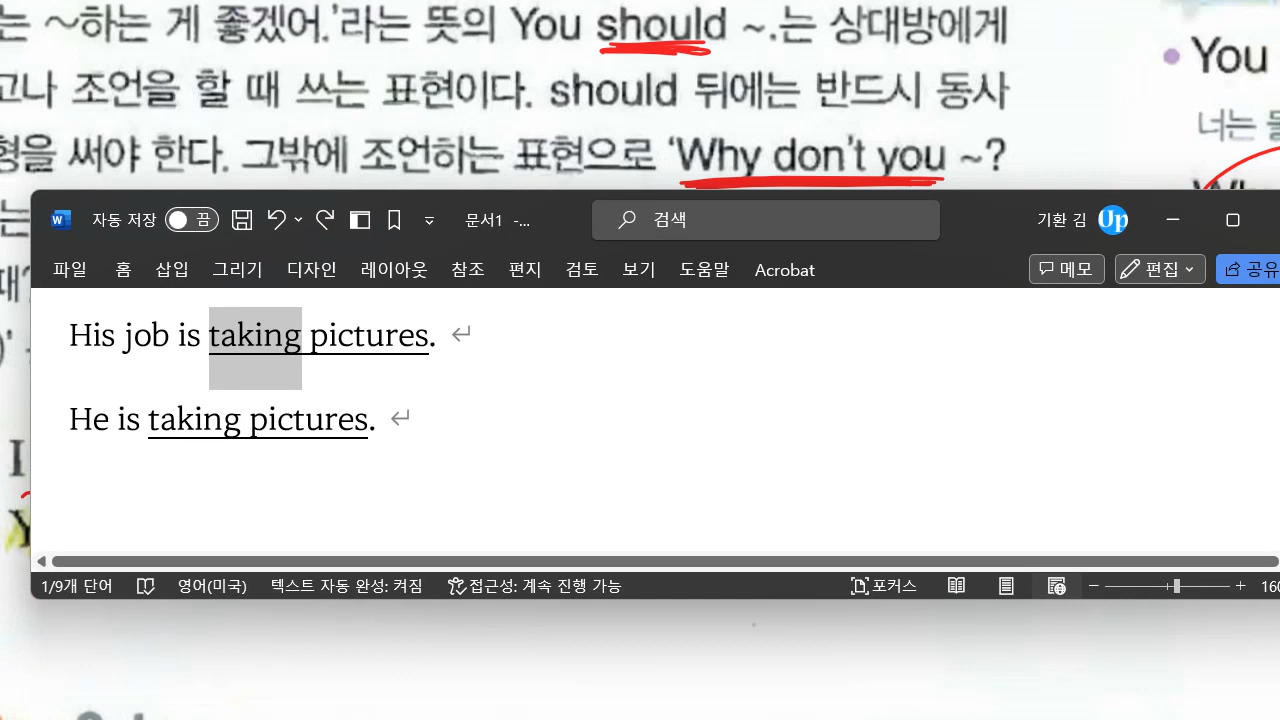 는 ~하는 게 좋겠어.'라는 뜻의 You should ~.는 상대방에게
고나 조언을 할 때 쓰는 표현이다. should 뒤에는 반드시 동사
형을 써야 한다. 그밖에 조언하는 표현으로 'Why don't you ~?
You
너는
자동 저장 끔 문서1 -... 검색 기환 김 Up
파일 홈 삽입 그리기 디자인 레이아웃 참조 편지 검토 보기 도움말 Acrobat 메모 편집 공유
His job is taking pictures.
He is taking pictures.
I
1/9개 단어 영어(미국) 텍스트 자동 완성: 켜짐 접근성: 계속 진행 가능 포커스 160